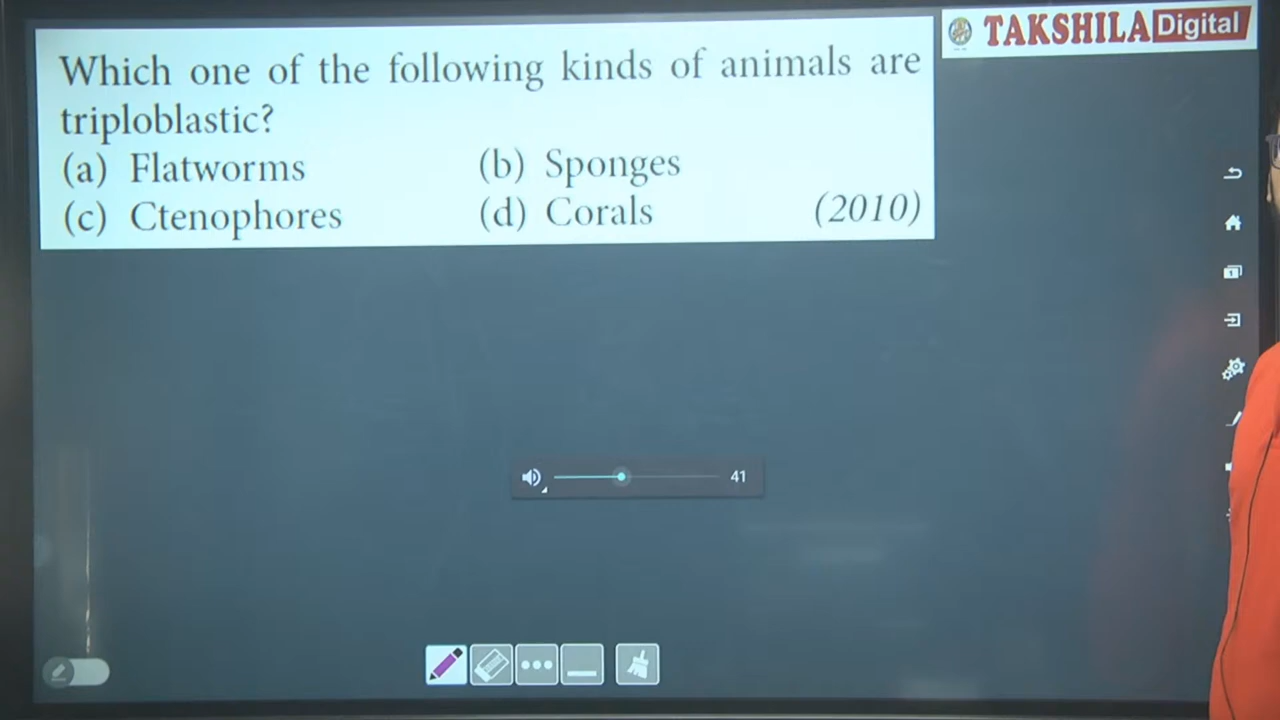 TAKSHILA Digital
Which one of the following kinds of animals are
triploblastic?
(a) Flatworms (b) Sponges
(c) Ctenophores (d) Corals (2010)
41